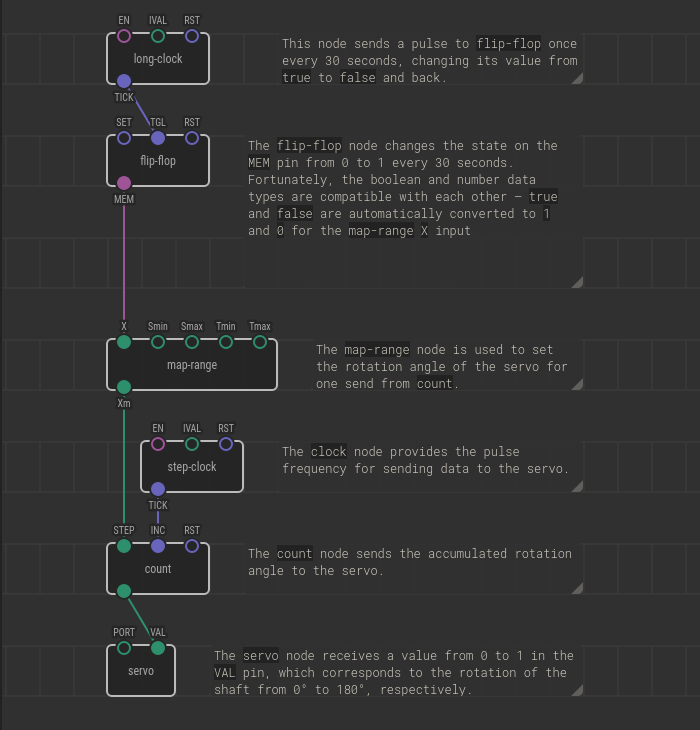 EN IVAL RST
long-clock
TICK
This node sends a pulse to flip-flop once
every 30 seconds, changing its value from
true to false and back.
SET TGL RST
flip-flop
MEM
The flip-flop node changes the state on the
MEM pin from 0 to 1 every 30 seconds.
Fortunately, the boolean and number data
types are compatible with each other — true
and false are automatically converted to 1
and 0 for the map-range X input
X Smin Smax Tmin Tmax
map-range
Xm
The map-range node is used to set
the rotation angle of the servo for
one send from count.
EN IVAL RST
step-clock
TICK
The clock node provides the pulse
frequency for sending data to the servo.
STEP INC RST
count
The count node sends the accumulated rotation
angle to the servo.
PORT VAL
servo
The servo node receives a value from 0 to 1 in the
VAL pin, which corresponds to the rotation of the
shaft from 0° to 180°, respectively.